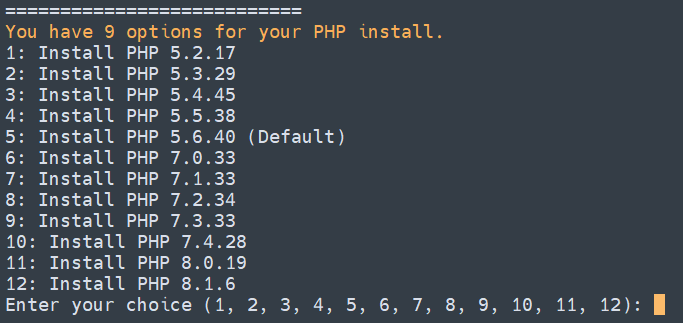 ===========================
You have 9 options for your PHP install.
1: Install PHP 5.2.17
2: Install PHP 5.3.29
3: Install PHP 5.4.45
4: Install PHP 5.5.38
5: Install PHP 5.6.40 (Default)
6: Install PHP 7.0.33
7: Install PHP 7.1.33
8: Install PHP 7.2.34
9: Install PHP 7.3.33
10: Install PHP 7.4.28
11: Install PHP 8.0.19
12: Install PHP 8.1.6
Enter your choice (1, 2, 3, 4, 5, 6, 7, 8, 9, 10, 11, 12):